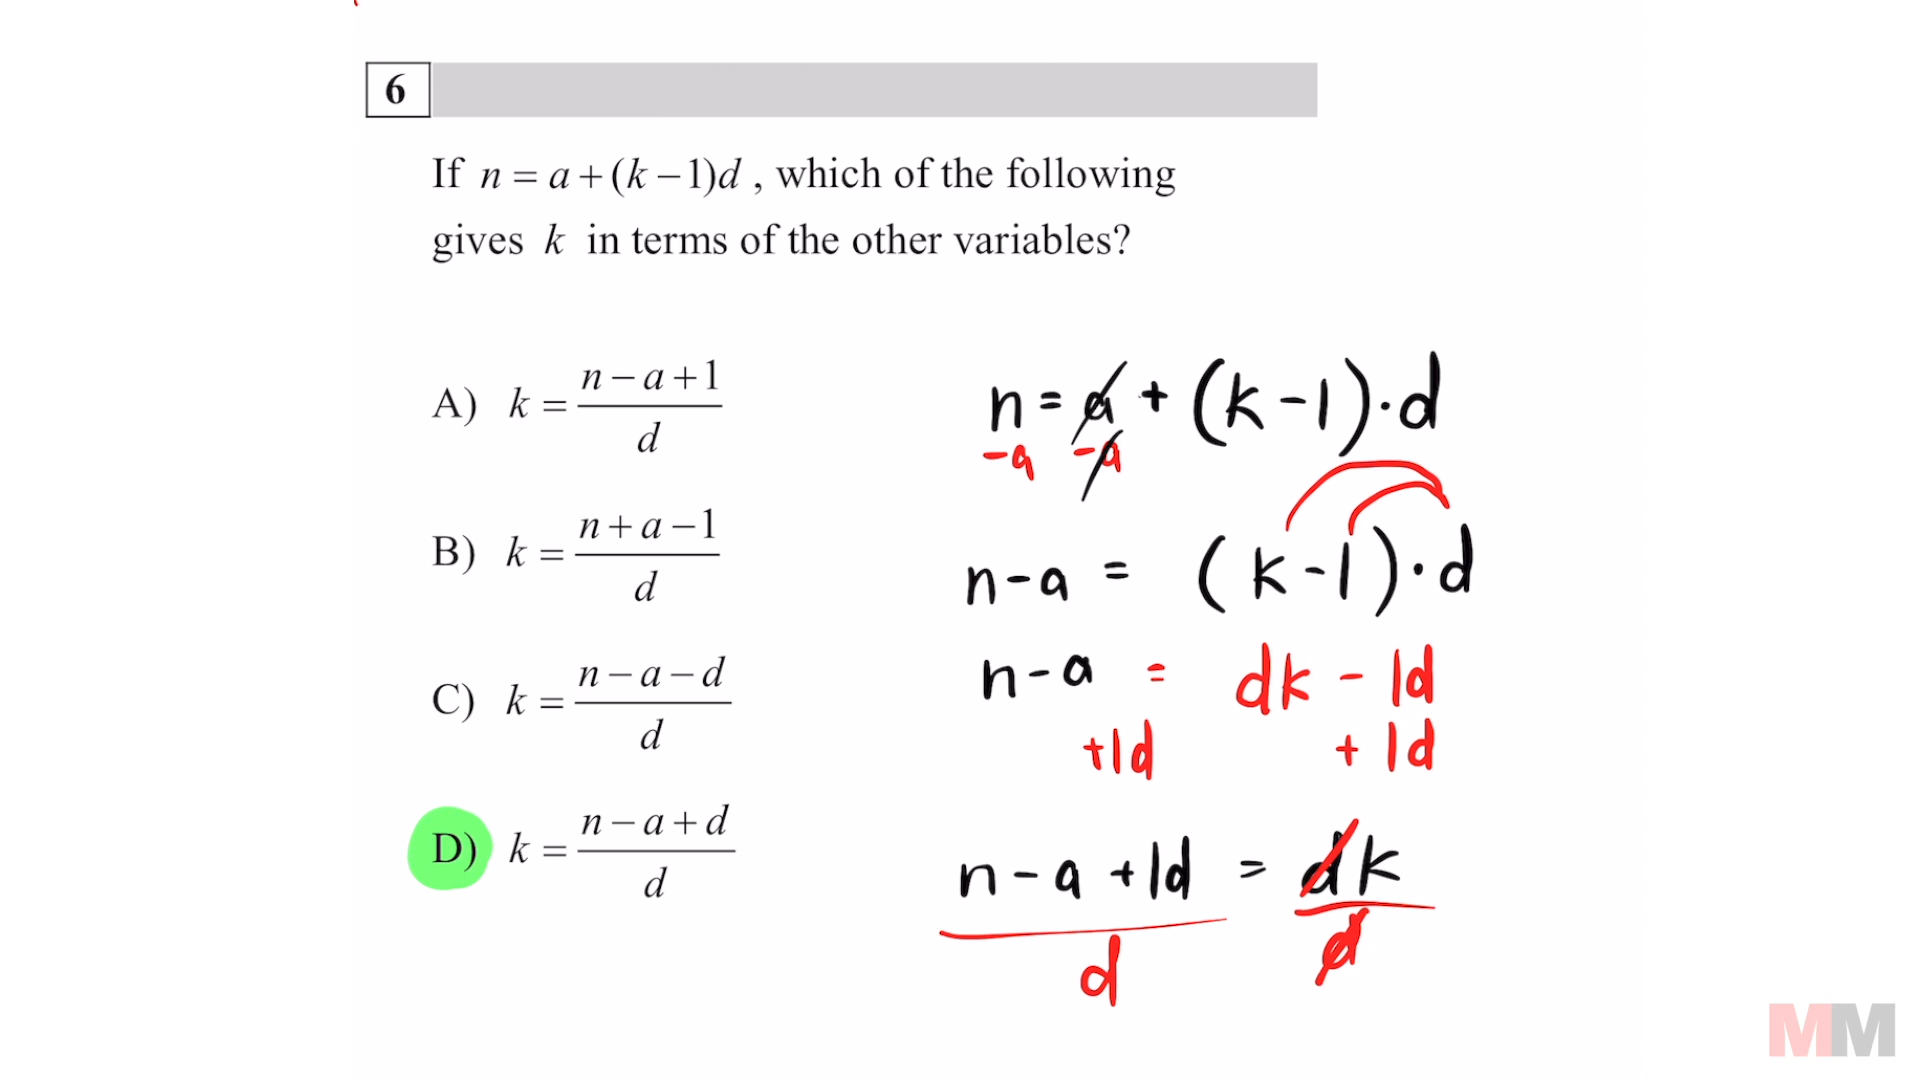 6
If n = a + (k − 1)d , which of the following
gives k in terms of the other variables?
A) k = (n − a + 1)/d
B) k = (n + a − 1)/d
C) k = (n − a − d)/d
D) k = (n − a + d)/d
n = a + (k - 1) · d
-a -a
n - a = (k - 1) · d
n - a = dk - 1d
+1d + 1d
n - a + 1d = dk
d d
MM